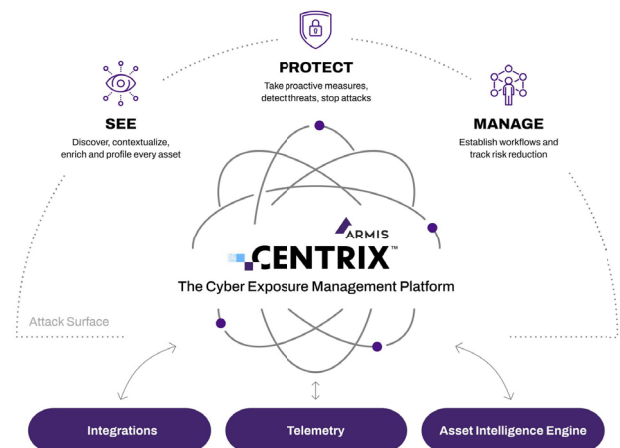 PROTECT
Take proactive measures,
detect threats, stop attacks
SEE
Discover, contextualize,
enrich and profile every asset
MANAGE
Establish workflows and
track risk reduction
ARMIS
CENTRIX™
The Cyber Exposure Management Platform
Attack Surface
Integrations
Telemetry
Asset Intelligence Engine